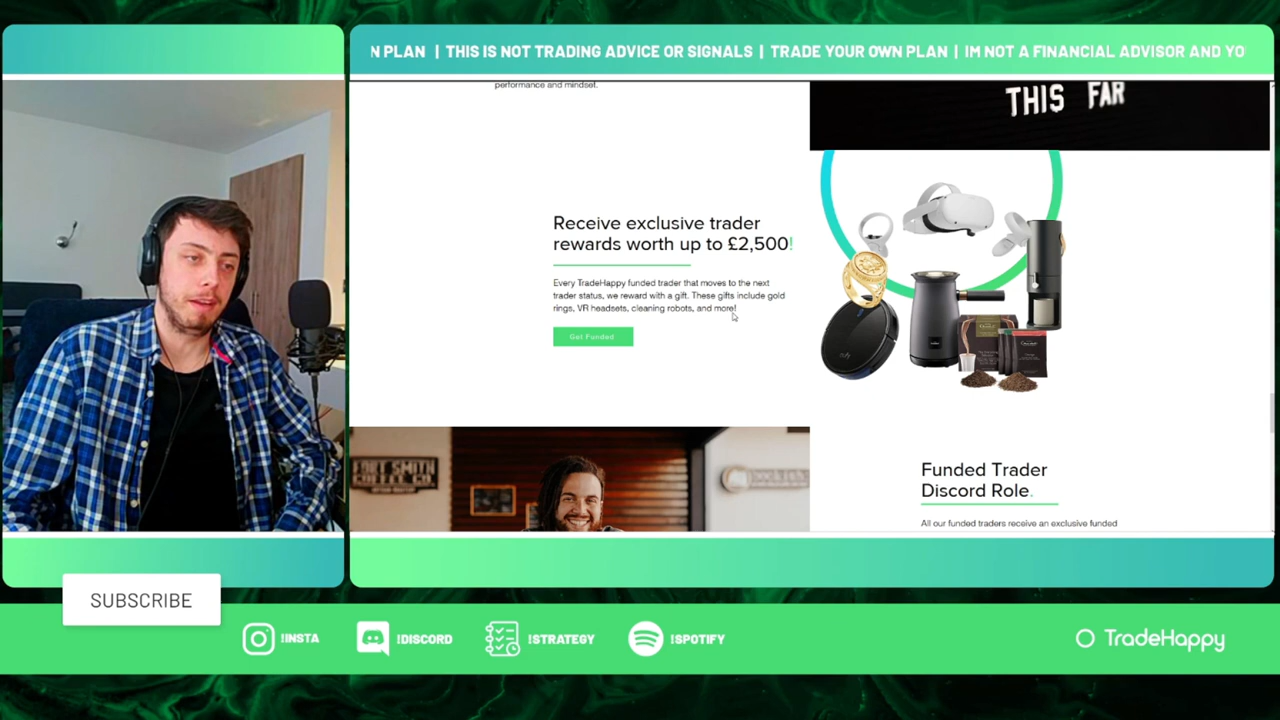 N PLAN | THIS IS NOT TRADING ADVICE OR SIGNALS | TRADE YOUR OWN PLAN | IM NOT A FINANCIAL ADVISOR AND YO
performance and mindset.
THIS FAR
Receive exclusive trader
rewards worth up to £2,500!
Every TradeHappy funded trader that moves to the next
trader status, we reward with a gift. These gifts include gold
rings, VR headsets, cleaning robots, and more!
Get Funded
eufy
FORT SMITH
COFFEE CO.
Funded Trader
Discord Role.
All our funded traders receive an exclusive funded
SUBSCRIBE
!INSTA
!DISCORD
!STRATEGY
!SPOTIFY
TradeHappy